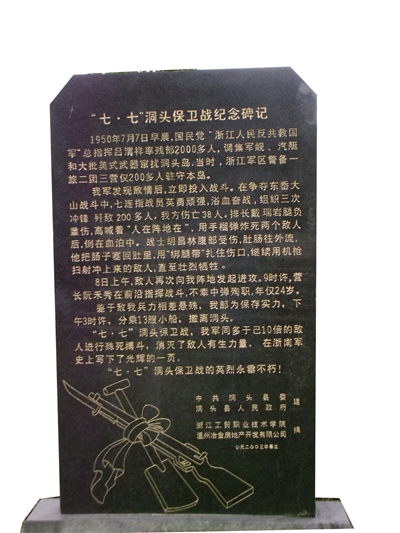 “七·七”洞头保卫战纪念碑记
1950年7月7日早晨,国民党“浙江人民反共救国
军”总指挥吕渭祥率残部2000多人,调集军舰、汽艇
和大批美式武器窜扰洞头岛。当时,浙江军区警备一
旅二团三营仅200多人驻守本岛。
我军发现敌情后,立即投入战斗。在争夺东岙大
山战斗中,七连指战员英勇顽强,浴血奋战,组织三次
冲锋 歼敌200多人,我方伤亡38人。排长戴瑞岩腿负
重伤,高喊着“人在阵地在”,用手榴弹炸死两个敌人
后,倒在血泊中。战士胡昌林腹部受伤,肚肠往外流,
他把肠子塞回肚里,用“绑腿带”扎住伤口,继续用机枪
扫射冲上来的敌人,直至壮烈牺牲。
8日上午,敌人再次向我阵地发起进攻。9时许,营
长阮禾秀在前沿指挥战斗,不幸中弹殉职,年仅24岁。
鉴于敌我兵力相差悬殊,我部为保存实力,下
午3时许,分乘13艘小船,撤离洞头。
“七·七”洞头保卫战,我军同多于己10倍的敌
人进行殊死搏斗,消灭了敌人有生力量,在浙南军
史上写下了光辉的一页。
“七·七”洞头保卫战的英烈永垂不朽!
中共洞头县委
洞头县人民政府 建
浙江工贸职业技术学院
温州冶金房地产开发有限公司 捐
月二〇〇五年立